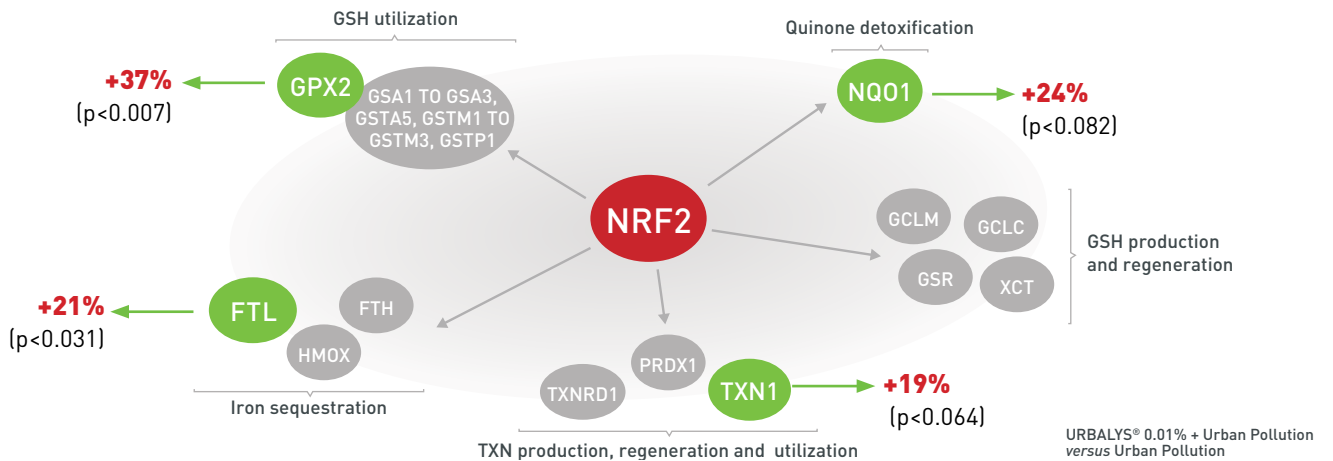 GSH utilization
Quinone detoxification
+37%
(p<0.007)
GPX2
GSA1 TO GSA3,
GSTA5, GSTM1 TO
GSTM3, GSTP1
NQO1
+24%
(p<0.082)
NRF2
GCLM
GCLC
GSR
XCT
GSH production
and regeneration
+21%
(p<0.031)
FTL
FTH
HMOX
Iron sequestration
PRDX1
TXNRD1
TXN1
+19%
(p<0.064)
TXN production, regeneration and utilization
URBALYS® 0.01% + Urban Pollution
versus Urban Pollution